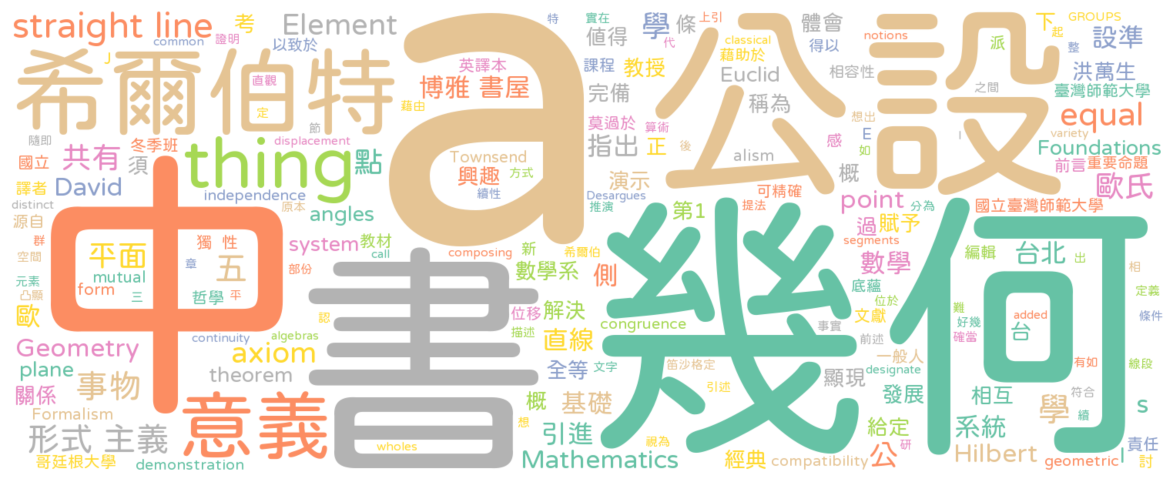 straight line
Element
考
common 證明 以致於
希爾伯特
直觀
定
J
隨即
節
a
英譯本
博雅 書屋
藉由
Townsend
興趣
方式
續性
值得
學
條
課程
教授
特
實在
代
上引
classical
藉助於
Euclid
完備
稱為
莫過於
算術
指出
正
後
感
alism
概
演示
Desargues
推演
可精確
提法
公設
體會
得以
相容性
notions
派
想出
E
如
下
起
GROUPS
整
設準
洪萬生
之間
臺灣師範大學
equal
Foundations
variety
前言
重要命題
歐氏
國立
共有
冬季班
displacement
須
譯者
David
distinct
independence
源自
原本
angles
thing
點
群
獨 性
空間
平面
五
章
元素
mutual
哲學
凸顯
form
三
平
歐
中
system
教材
call
部份
composing
新
希爾伯
數學系
側
位移
認
描述
解決
congruence
第1
point
過
賦予
segments
分為
國立臺灣師範大學
數學
編輯
台北
出
相
底蘊
位於
難
定義
文獻
好幾
確當
added
台
條件
事實
前述
幾何
continuity
algebras
Geometry
axiom
plane
theorem
直線
文字
笛沙格定
全等
一般人
designate
有如
線段
關係
事物
顯現
Formalism
意義
書
概
基礎
引述
發展
相互
符合
學
續
s
形式 主義
想
引進
給定
系統
責任
哥廷根大學
demonstration
wholes
視為
Mathematics
經典
compatibility
公
研
Hilbert
geometric
l
討